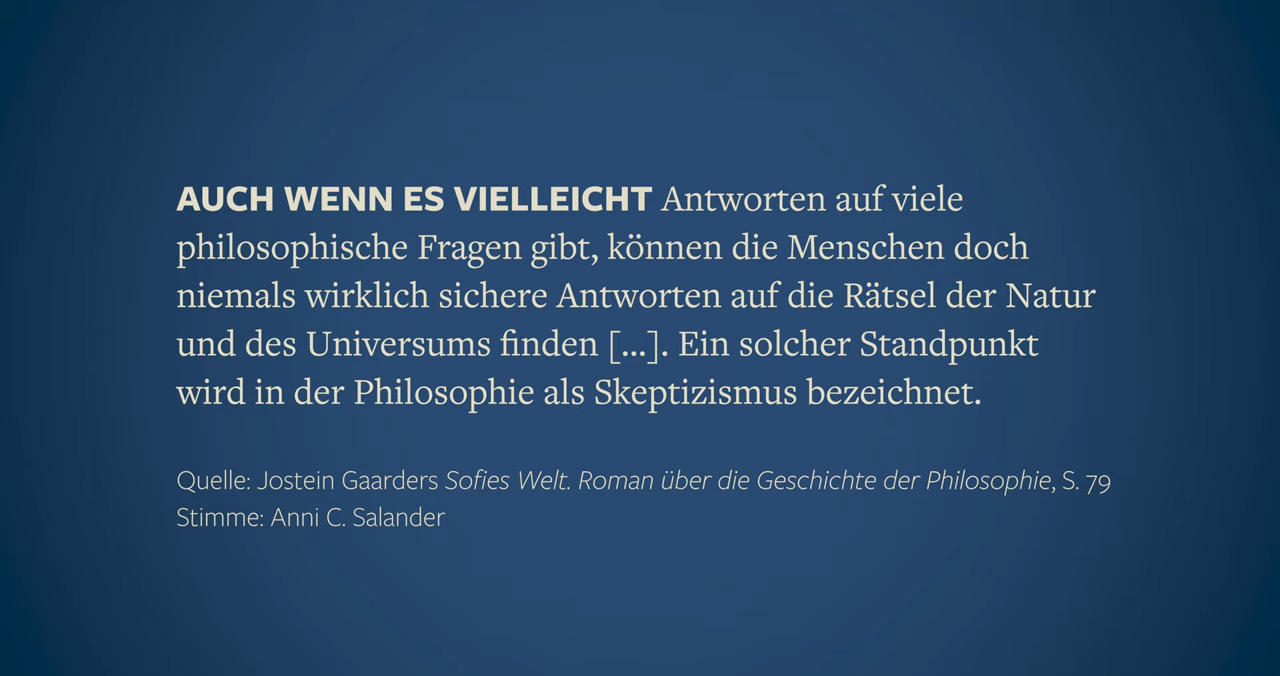 AUCH WENN ES VIELLEICHT Antworten auf viele
philosophische Fragen gibt, können die Menschen doch
niemals wirklich sichere Antworten auf die Rätsel der Natur
und des Universums finden [...]. Ein solcher Standpunkt
wird in der Philosophie als Skeptizismus bezeichnet.
Quelle: Jostein Gaarders Sofies Welt. Roman über die Geschichte der Philosophie, S. 79
Stimme: Anni C. Salander